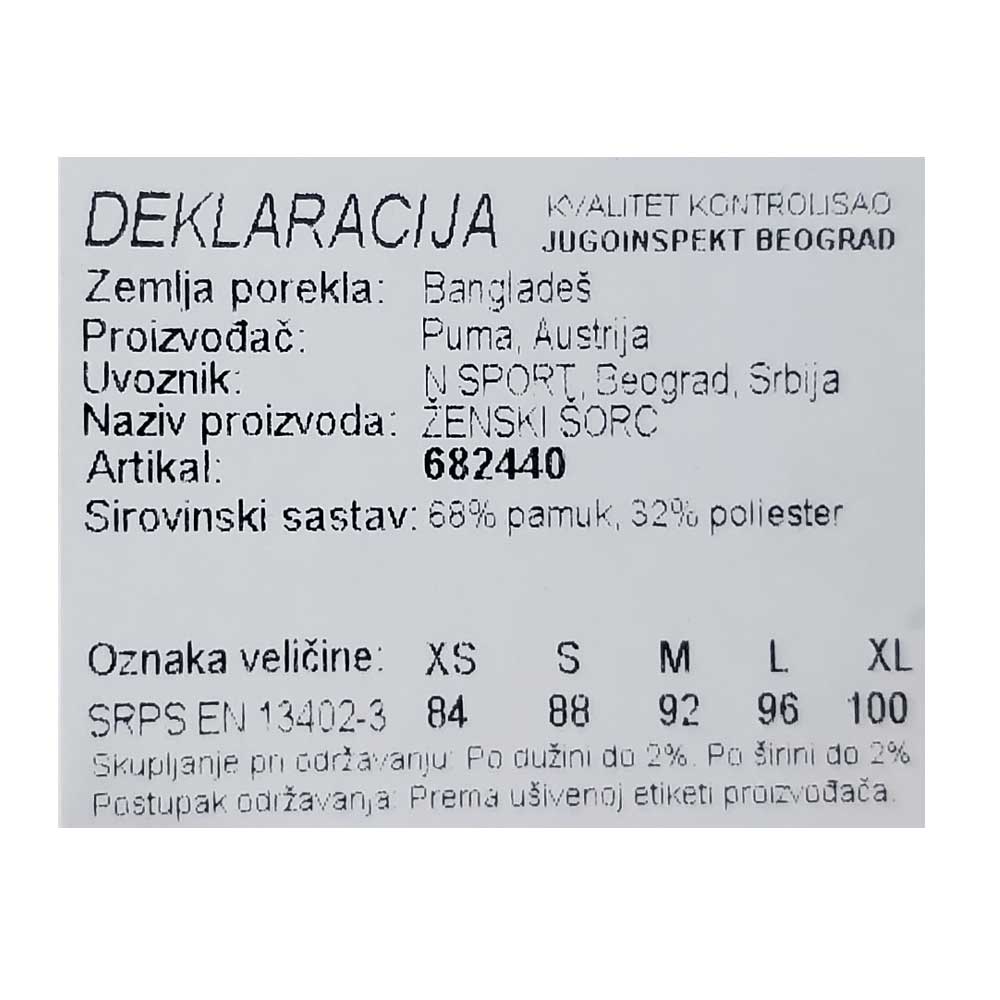 DEKLARACIJA
KVALITET KONTROLISAO
JUGOINSPEKT BEOGRAD
Zemlja porekla: Bangladeš
Proizvođač: Puma, Austrija
Uvoznik: N SPORT, Beograd, Srbija
Naziv proizvoda: ŽENSKI ŠORC
Artikal: 682440
Sirovinski sastav: 68% pamuk, 32% poliester
Oznaka veličine: XS S M L XL
SRPS EN 13402-3 84 88 92 96 100
Skupljanje pri održavanju: Po dužini do 2%. Po širini do 2%
Postupak održavanja: Prema ušivenoj etiketi proizvođača.